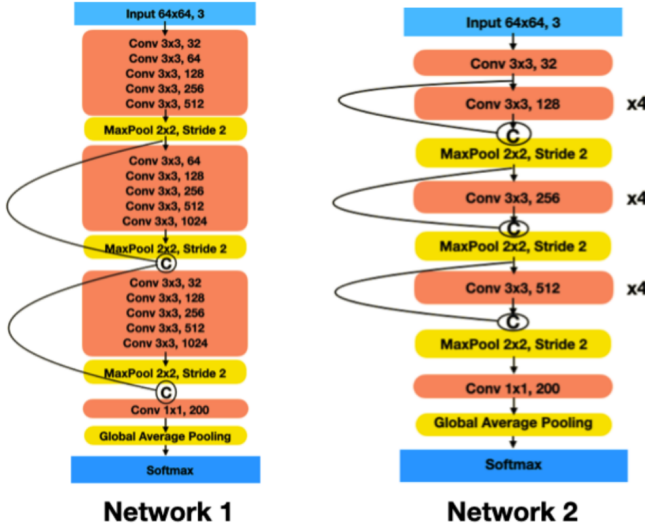 Input 64x64, 3
Conv 3x3, 32
Conv 3x3, 64
Conv 3x3, 128
Conv 3x3, 256
Conv 3x3, 512
MaxPool 2x2, Stride 2
Conv 3x3, 64
Conv 3x3, 128
Conv 3x3, 256
Conv 3x3, 512
Conv 3x3, 1024
MaxPool 2x2, Stride 2
C
Conv 3x3, 32
Conv 3x3, 128
Conv 3x3, 256
Conv 3x3, 512
Conv 3x3, 1024
MaxPool 2x2, Stride 2
C
Conv 1x1, 200
Global Average Pooling
Softmax
Network 1
Input 64x64, 3
Conv 3x3, 32
Conv 3x3, 128
x4
C
MaxPool 2x2, Stride 2
Conv 3x3, 256
x4
C
MaxPool 2x2, Stride 2
Conv 3x3, 512
x4
C
MaxPool 2x2, Stride 2
Conv 1x1, 200
Global Average Pooling
Softmax
Network 2